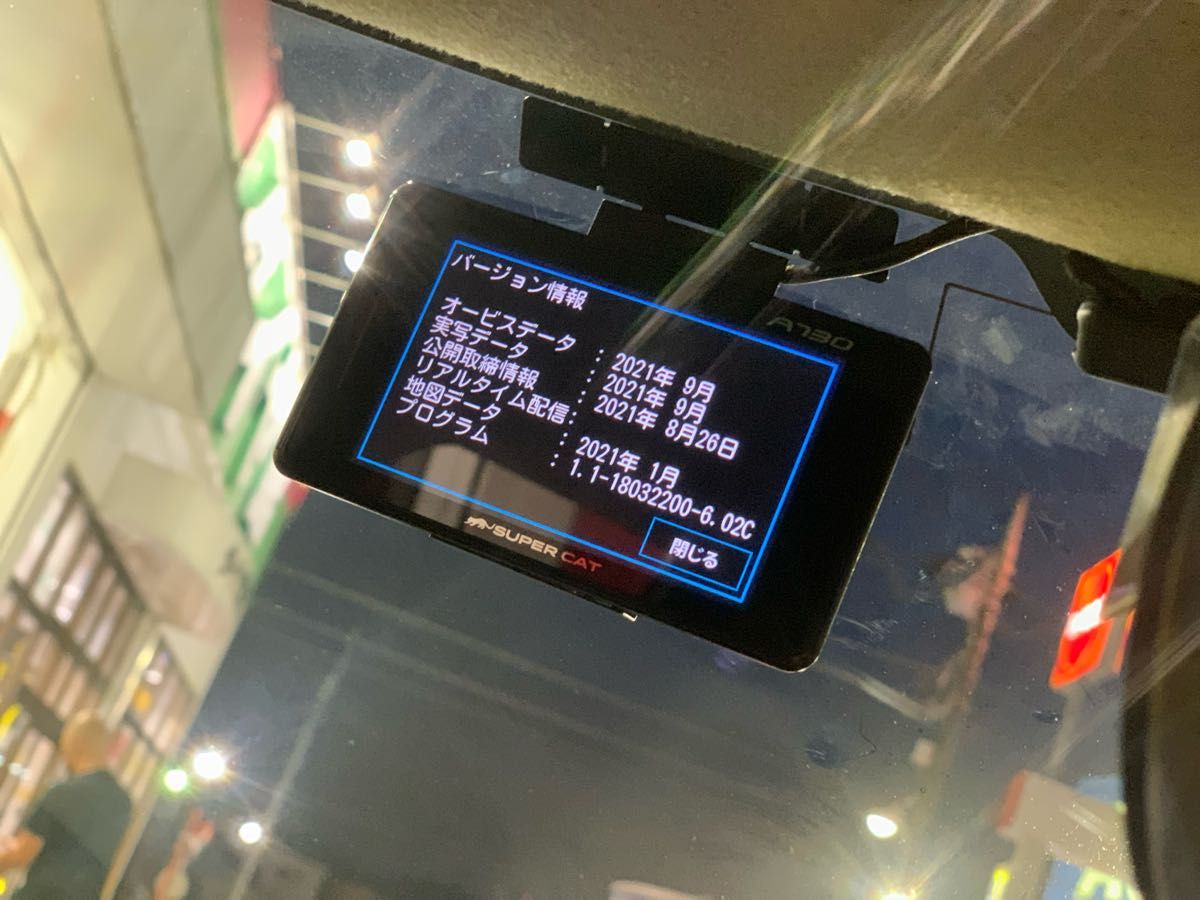 A730
バージョン情報
オービスデータ : 2021年 9月
実写データ : 2021年 9月
公開取締情報 : 2021年 8月26日
リアルタイム配信 :
地図データ : 2021年 1月
プログラム : 1.1-18032200-6.02C
閉じる
SUPER CAT